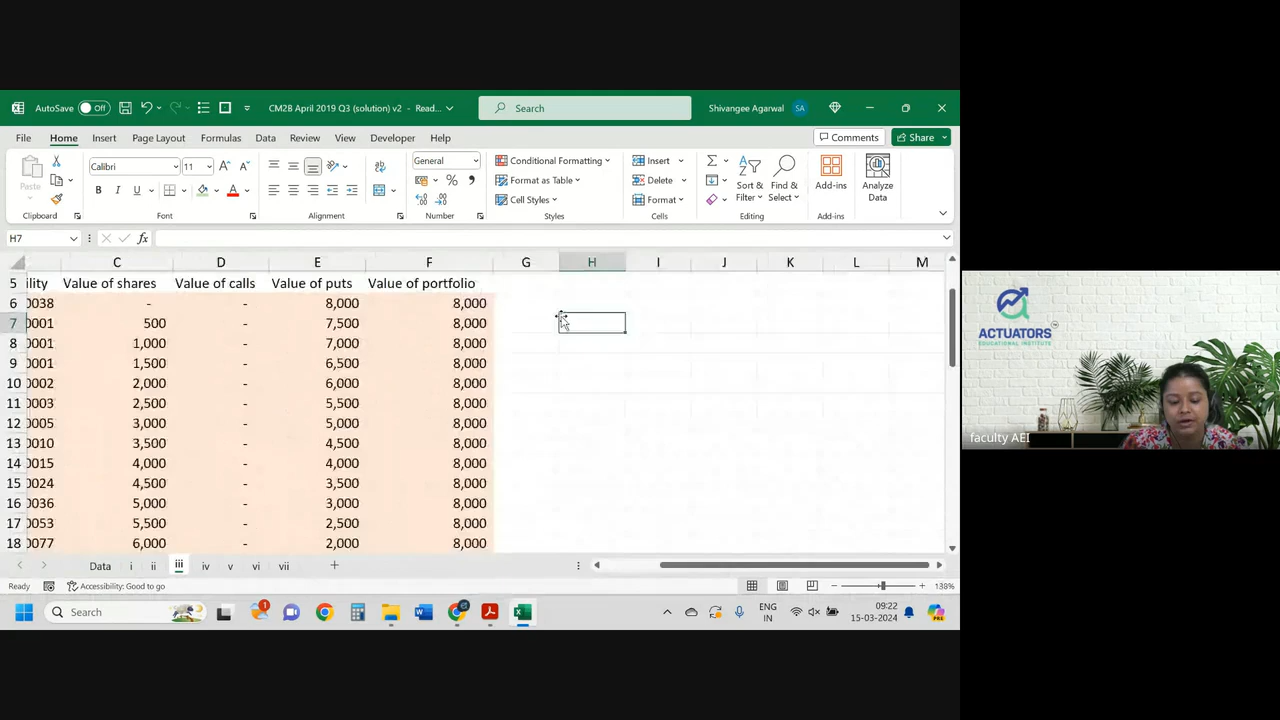 AutoSave Off CM2B April 2019 Q3 (solution) v2 - Read... Search Shivangee Agarwal SA
File Home Insert Page Layout Formulas Data Review View Developer Help Comments Share
Paste Calibri 11 General Conditional Formatting Insert Sort & Filter Find & Select Add-ins Analyze Data
B I U A Format as Table Delete
Cell Styles Format
Clipboard Font Alignment Number Styles Cells Editing Add-ins
H7 fx
C D E F G H I J K L M
5 ility Value of shares Value of calls Value of puts Value of portfolio
6 0038 - - 8,000 8,000
7 0001 500 - 7,500 8,000
8 0001 1,000 - 7,000 8,000
9 0001 1,500 - 6,500 8,000
10 0002 2,000 - 6,000 8,000
11 0003 2,500 - 5,500 8,000
12 0005 3,000 - 5,000 8,000
13 0010 3,500 - 4,500 8,000
14 0015 4,000 - 4,000 8,000
15 0024 4,500 - 3,500 8,000
16 0036 5,000 - 3,000 8,000
17 0053 5,500 - 2,500 8,000
18 0077 6,000 - 2,000 8,000
Data i ii iii iv v vi vii
Ready Accessibility: Good to go 138%
Search ENG IN 09:22 15-03-2024
ACTUATORS
EDUCATIONAL INSTITUTE
faculty AEI